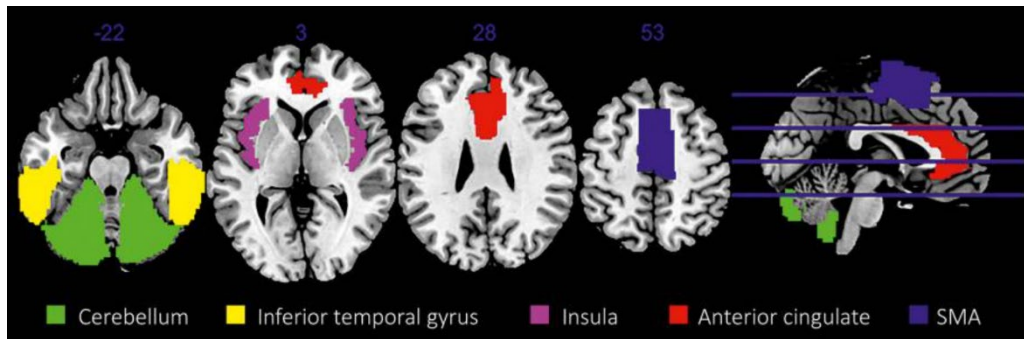 -22 3 28 53
Cerebellum Inferior temporal gyrus Insula Anterior cingulate SMA